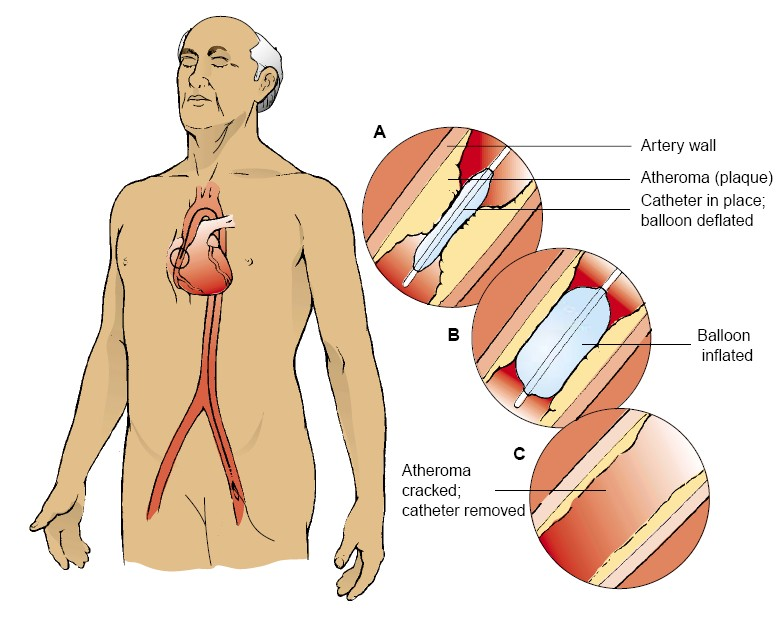 A
Artery wall
Atheroma (plaque)
Catheter in place;
balloon deflated
B
Balloon
inflated
C
Atheroma
cracked;
catheter removed